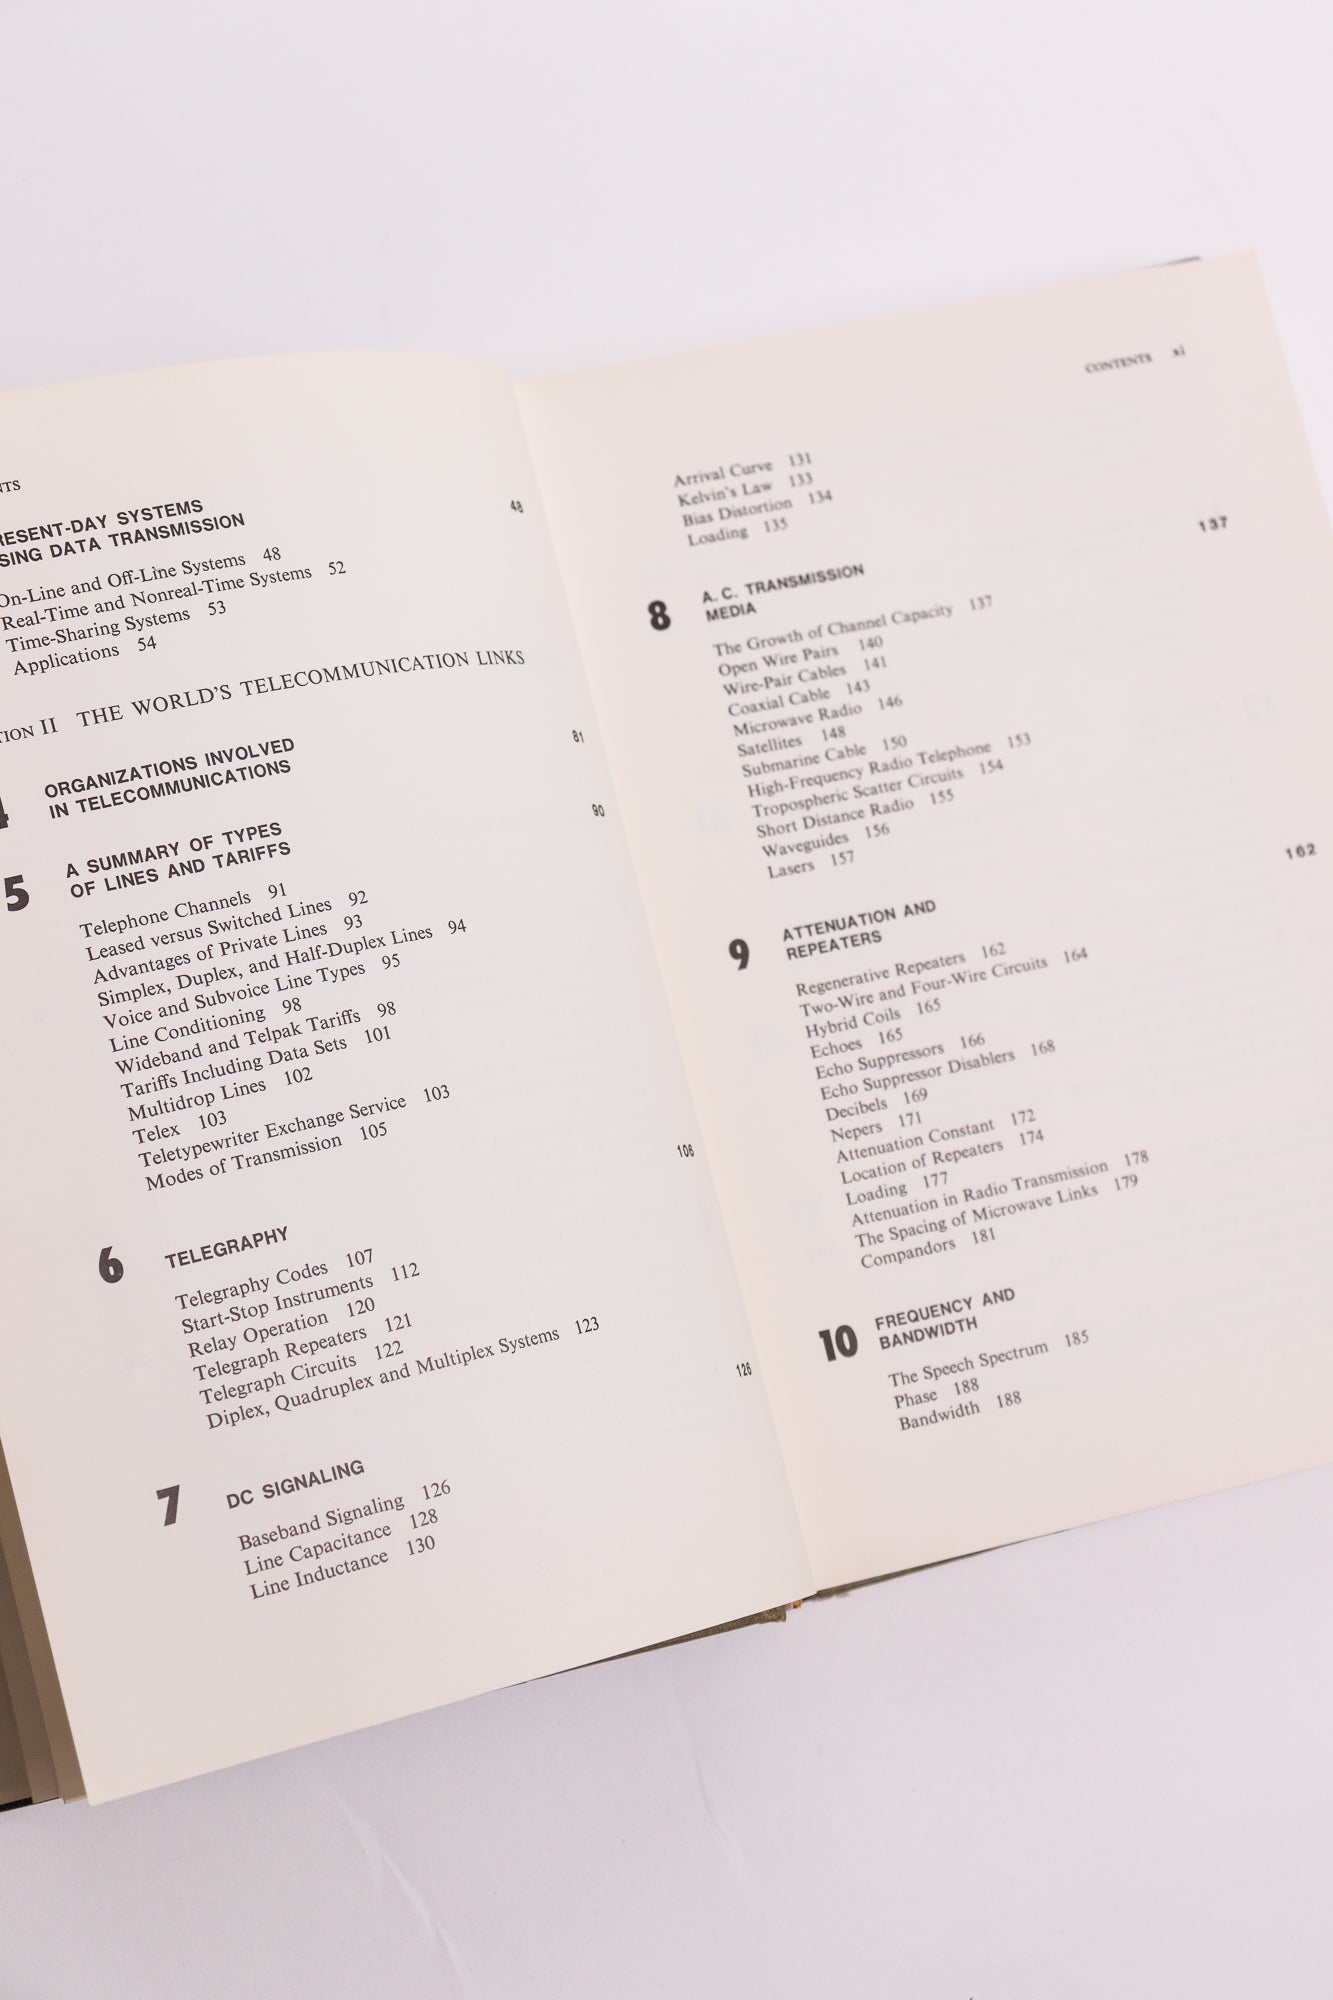 NTS
RESENT-DAY SYSTEMS
SING DATA TRANSMISSION 48
On-Line and Off-Line Systems 48
Real-Time and Nonreal-Time Systems 52
Time-Sharing Systems 53
Applications 54
TION II THE WORLD'S TELECOMMUNICATION LINKS
4 ORGANIZATIONS INVOLVED
IN TELECOMMUNICATIONS 81
5 A SUMMARY OF TYPES
OF LINES AND TARIFFS 90
Telephone Channels 91
Leased versus Switched Lines 92
Advantages of Private Lines 93
Simplex, Duplex, and Half-Duplex Lines 94
Voice and Subvoice Line Types 95
Line Conditioning 98
Wideband and Telpak Tariffs 98
Tariffs Including Data Sets 101
Multidrop Lines 102
Telex 103
Teletypewriter Exchange Service 103
Modes of Transmission 105
6 TELEGRAPHY 106
Telegraphy Codes 107
Start-Stop Instruments 112
Relay Operation 120
Telegraph Repeaters 121
Telegraph Circuits 122
Diplex, Quadruplex and Multiplex Systems 123
7 DC SIGNALING 126
Baseband Signaling 126
Line Capacitance 128
Line Inductance 130
CONTENTS xi
Arrival Curve 131
Kelvin's Law 133
Bias Distortion 134
Loading 135
8 A.C. TRANSMISSION
MEDIA 137
The Growth of Channel Capacity 137
Open Wire Pairs 140
Wire-Pair Cables 141
Coaxial Cable 143
Microwave Radio 146
Satellites 148
Submarine Cable 150
High-Frequency Radio Telephone 153
Tropospheric Scatter Circuits 154
Short Distance Radio 155
Waveguides 156
Lasers 157
9 ATTENUATION AND
REPEATERS 162
Regenerative Repeaters 162
Two-Wire and Four-Wire Circuits 164
Hybrid Coils 165
Echoes 165
Echo Suppressors 166
Echo Suppressor Disablers 168
Decibels 169
Nepers 171
Attenuation Constant 172
Location of Repeaters 174
Loading 177
Attenuation in Radio Transmission 178
The Spacing of Microwave Links 179
Compandors 181
10 FREQUENCY AND
BANDWIDTH
The Speech Spectrum 185
Phase 188
Bandwidth 188